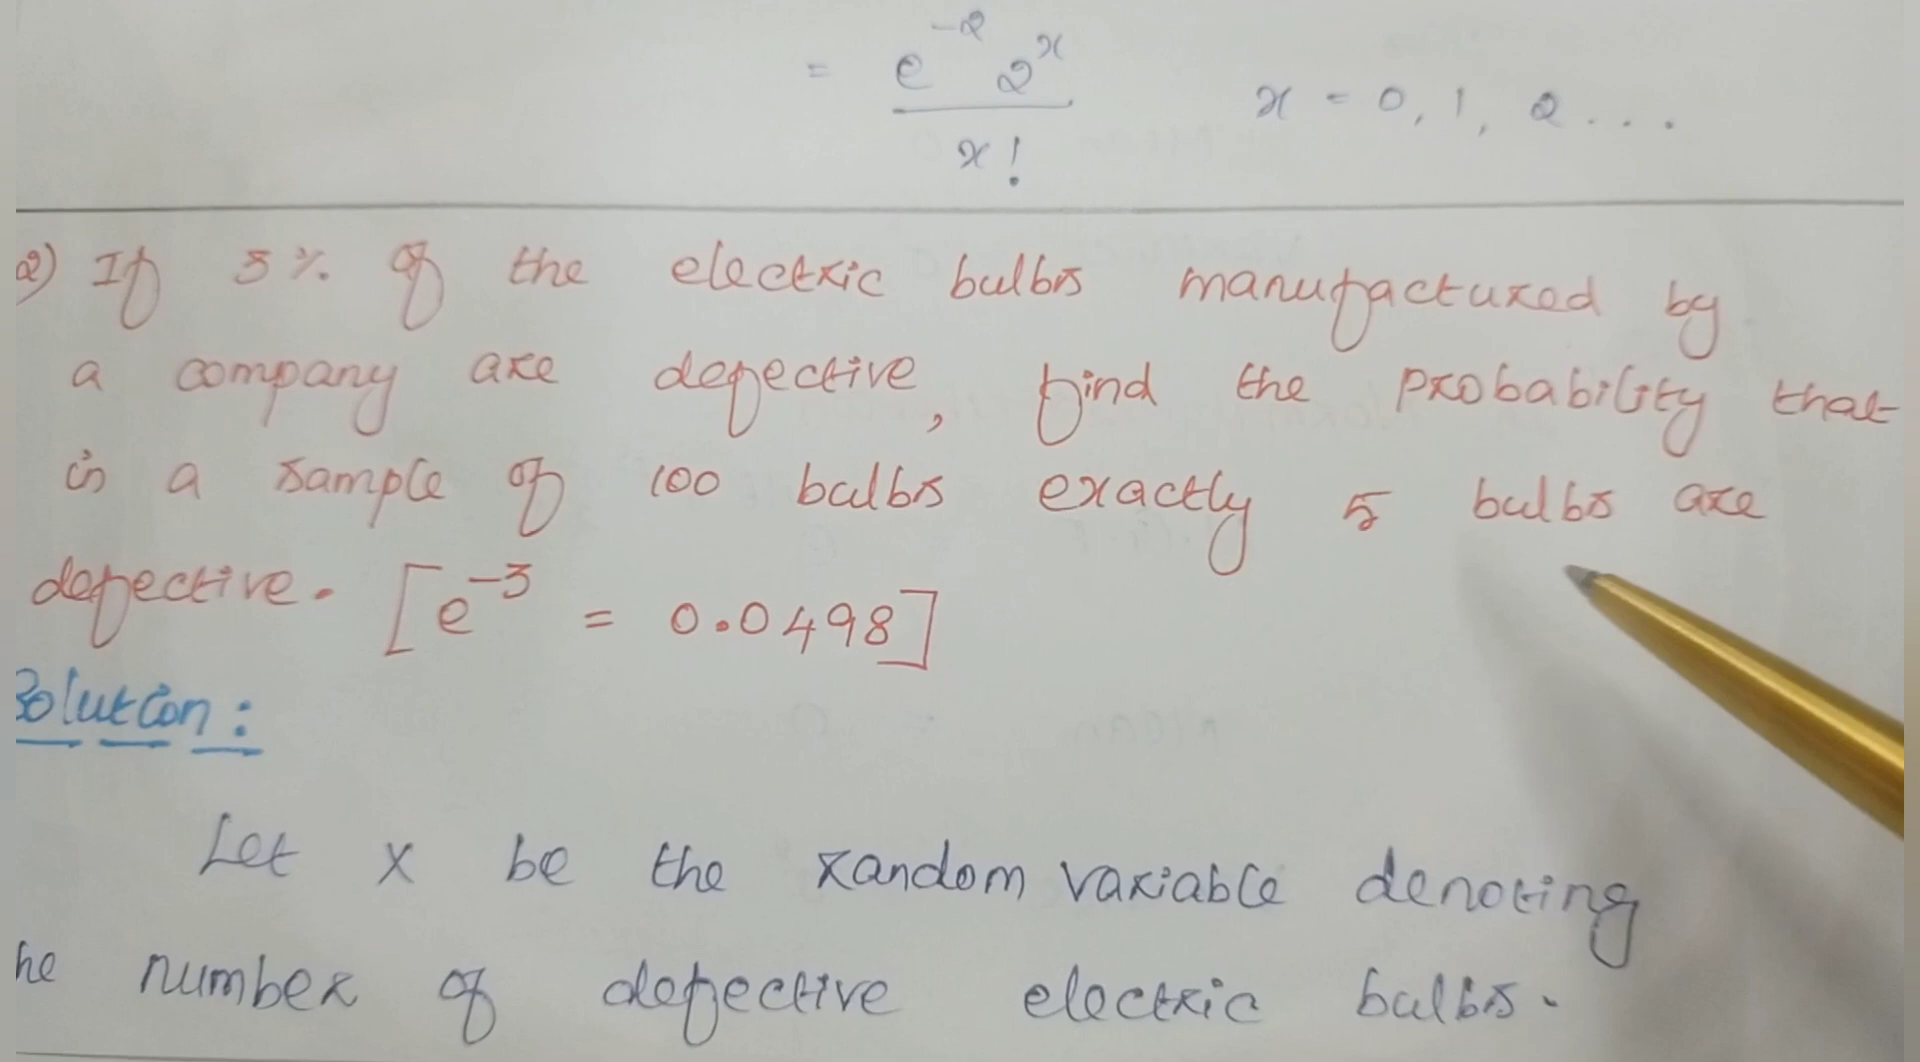 = e^-2 2^x / x!    x = 0, 1, 2 . . .
2) If 3 % of the electric bulbs manufactured by
a company are defective, find the probability that
in a sample of 100 bulbs exactly 5 bulbs are
defective. [e^-3 = 0.0498]
Solution:
Let x be the random variable denoting
he number of defective electric bulbs.